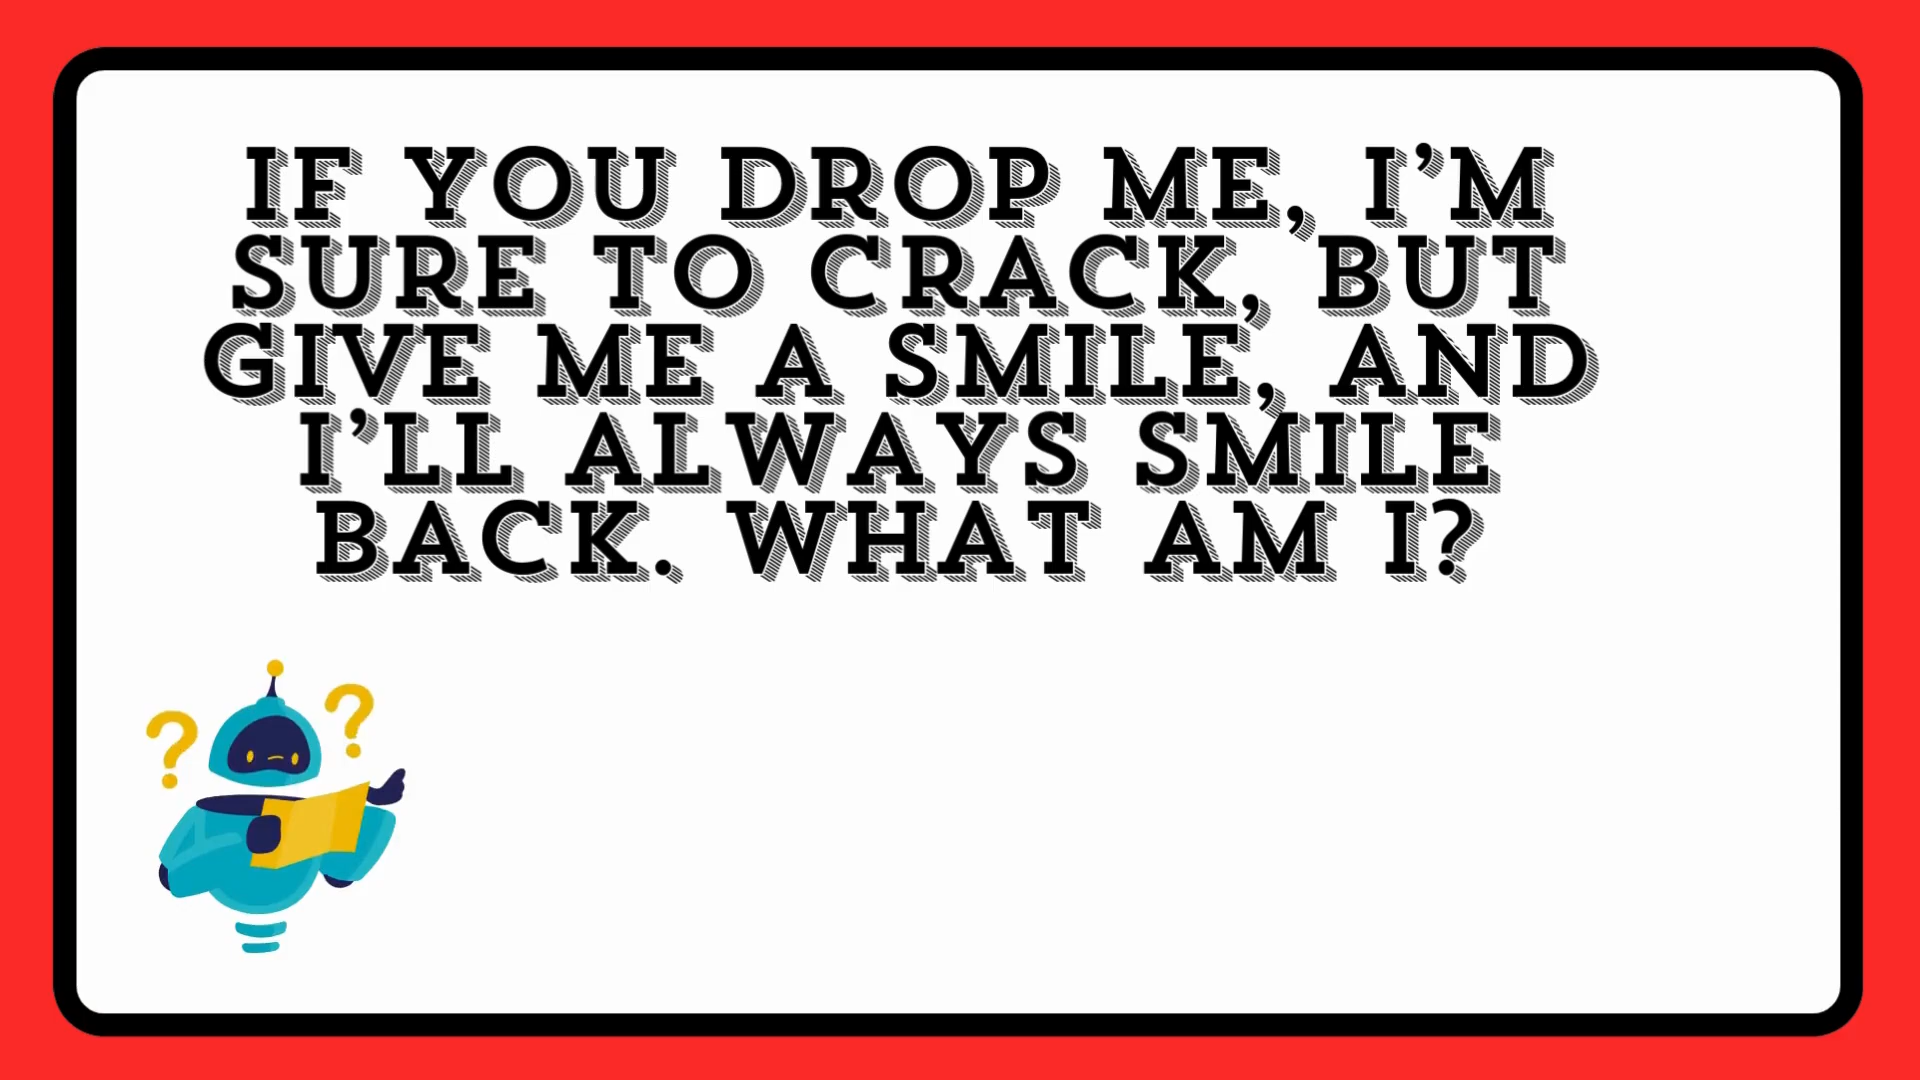 IF YOU DROP ME, I’M
SURE TO CRACK, BUT
GIVE ME A SMILE, AND
I’LL ALWAYS SMILE
BACK. WHAT AM I?
? ?